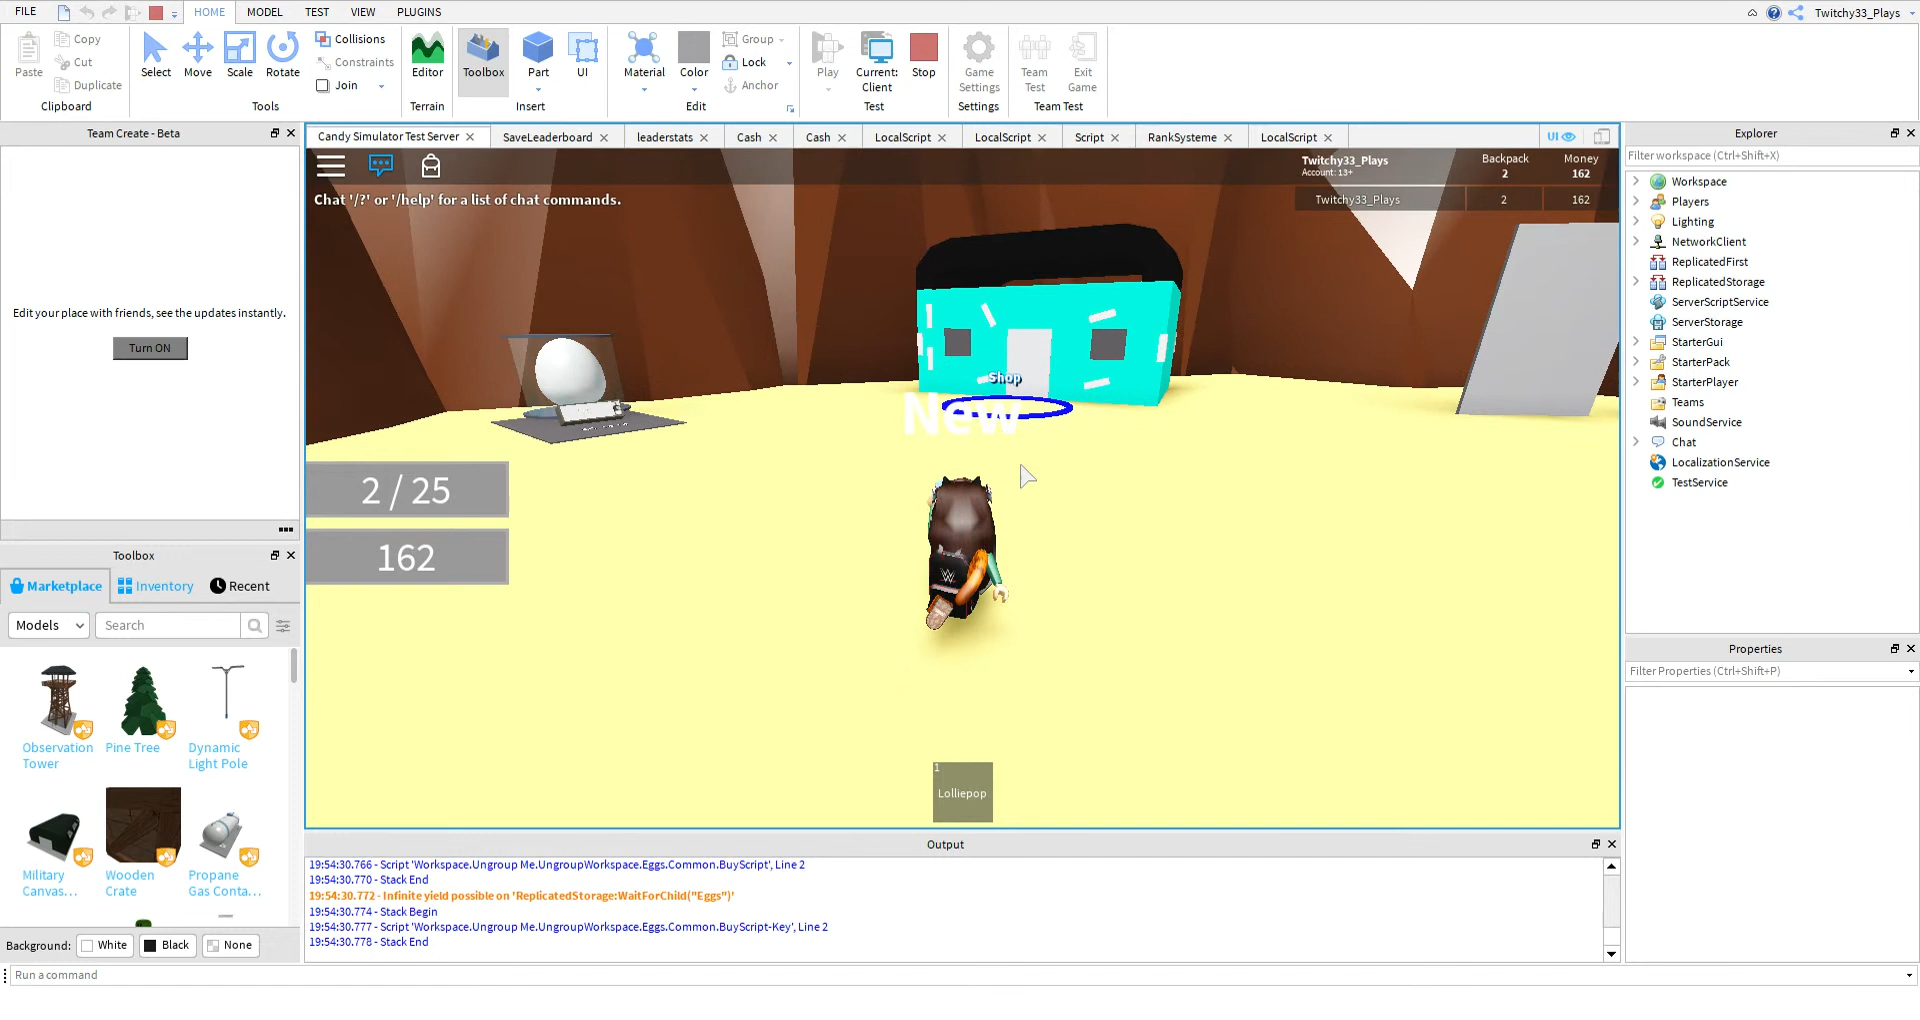 FILE HOME MODEL TEST VIEW PLUGINS Twitchy33_Plays
Paste Copy Cut Duplicate
Clipboard
Select Move Scale Rotate
Collisions
Constraints
Join
Tools
Editor
Terrain
Toolbox Part UI
Insert
Material Color
Group
Lock
Anchor
Edit
Play Current: Client Stop
Test
Game Settings
Settings
Team Test Exit Game
Team Test
Team Create - Beta
Edit your place with friends, see the updates instantly.
Turn ON
Toolbox
Marketplace Inventory Recent
Models Search
Observation Tower
Pine Tree
Dynamic Light Pole
Military Canvas...
Wooden Crate
Propane Gas Conta...
Background: White Black None
Run a command
Candy Simulator Test Server SaveLeaderboard leaderstats Cash Cash LocalScript LocalScript Script RankSysteme LocalScript UI
Chat '/?' or '/help' for a list of chat commands.
Twitchy33_Plays Backpack Money
Account: 13+ 2 162
Twitchy33_Plays 2 162
Shop
New
2 / 25
162
W
1
Lolliepop
Output
19:54:30.766 - Script 'Workspace.Ungroup Me.UngroupWorkspace.Eggs.Common.BuyScript', Line 2
19:54:30.770 - Stack End
19:54:30.772 - Infinite yield possible on 'ReplicatedStorage:WaitForChild("Eggs")'
19:54:30.774 - Stack Begin
19:54:30.777 - Script 'Workspace.Ungroup Me.UngroupWorkspace.Eggs.Common.BuyScript-Key', Line 2
19:54:30.778 - Stack End
Explorer
Filter workspace (Ctrl+Shift+X)
Workspace
Players
Lighting
NetworkClient
ReplicatedFirst
ReplicatedStorage
ServerScriptService
ServerStorage
StarterGui
StarterPack
StarterPlayer
Teams
SoundService
Chat
LocalizationService
TestService
Properties
Filter Properties (Ctrl+Shift+P)